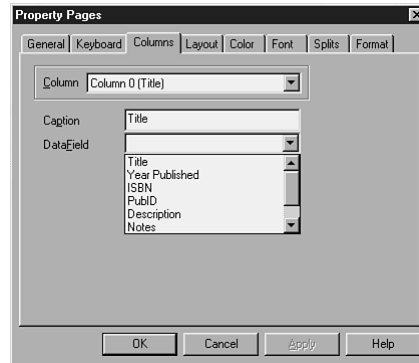 Property Pages
General Keyboard Columns Layout Color Font Splits Format
Column Column 0 (Title)
Caption Title
DataField
Title
Year Published
ISBN
PubID
Description
Notes
OK Cancel Apply Help